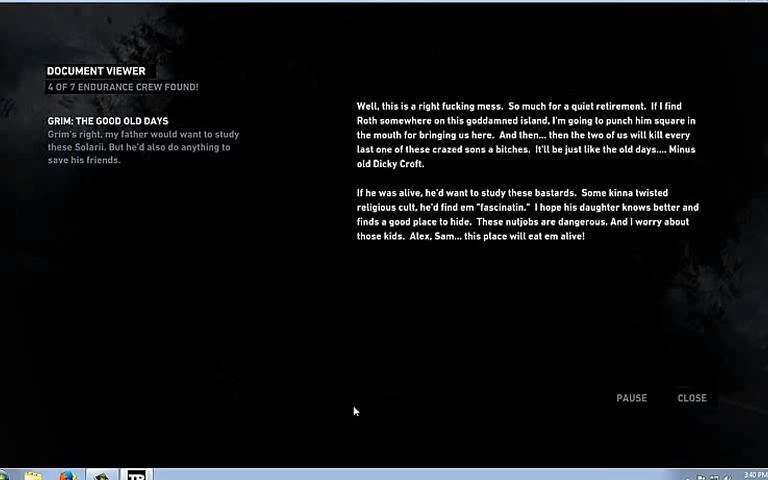 DOCUMENT VIEWER
4 OF 7 ENDURANCE CREW FOUND!
GRIM: THE GOOD OLD DAYS
Grim's right, my father would want to study
these Solarii. But he'd also do anything to
save his friends.
Well, this is a right fucking mess. So much for a quiet retirement. If I find
Roth somewhere on this goddamned island, I'm going to punch him square in
the mouth for bringing us here. And then... then the two of us will kill every
last one of these crazed sons a bitches. It'll be just like the old days.... Minus
old Dicky Croft.
If he was alive, he'd want to study these bastards. Some kinna twisted
religious cult, he'd find em "fascinatin." I hope his daughter knows better and
finds a good place to hide. These nutjobs are dangerous. And I worry about
those kids. Alex, Sam... this place will eat em alive!
PAUSE CLOSE
3:40 PM